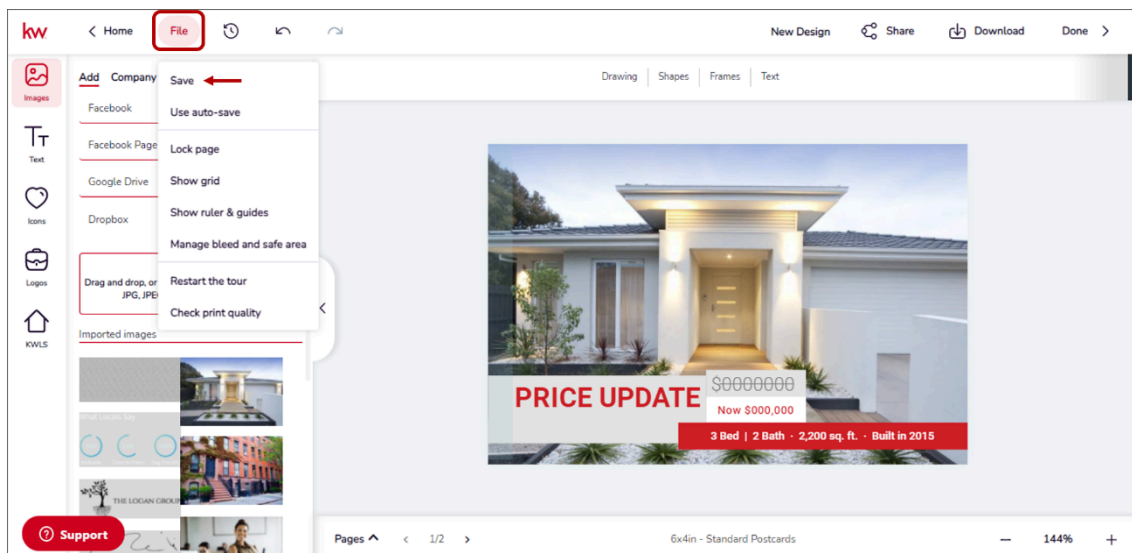 kw
Home
File
New Design
Share
Download
Done
Images
Text
Icons
Logos
KWLS
Add Company
Facebook
Facebook Page
Google Drive
Dropbox
Drag and drop, or
JPG, JPE
Imported images
What Locals Say
THE LOGAN GROUP
Support
Save
Use auto-save
Lock page
Show grid
Show ruler & guides
Manage bleed and safe area
Restart the tour
Check print quality
Drawing
Shapes
Frames
Text
PRICE UPDATE
$0000000
Now $000,000
3 Bed | 2 Bath · 2,200 sq. ft. · Built in 2015
Pages
1/2
6x4in - Standard Postcards
144%